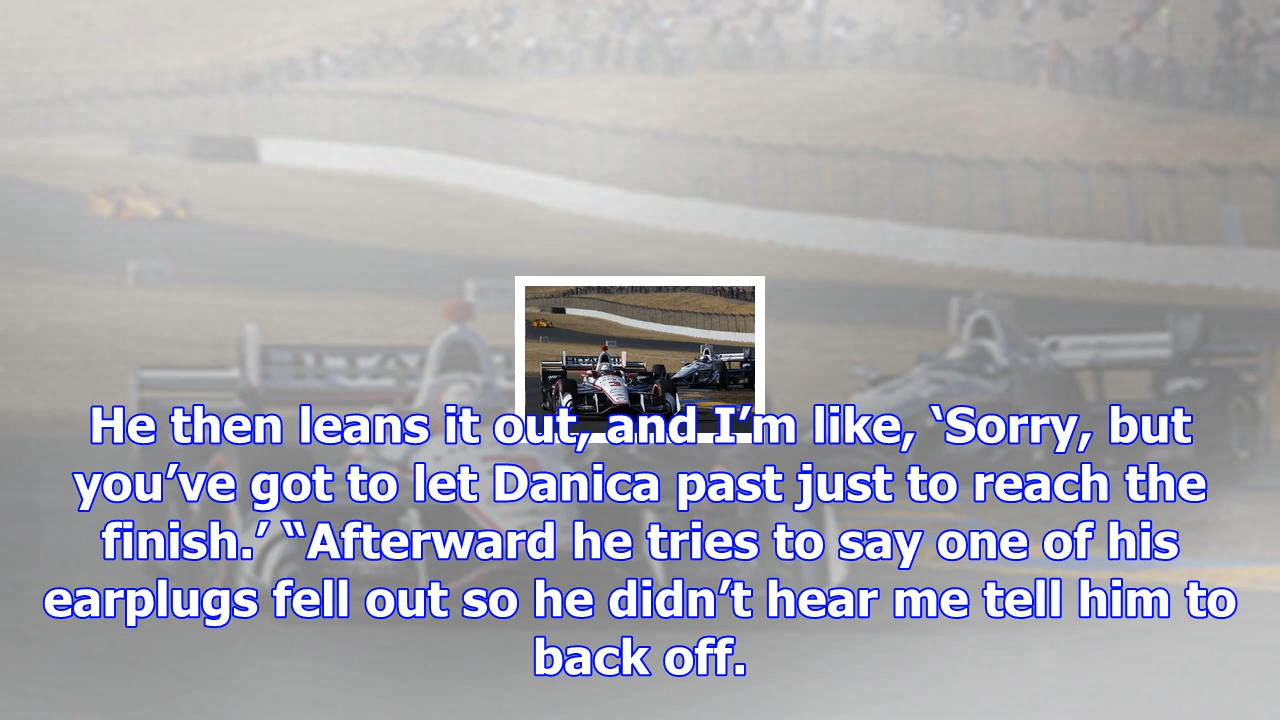 He then leans it out, and I’m like, ‘Sorry, but
you’ve got to let Danica past just to reach the
finish.’ “Afterward he tries to say one of his
earplugs fell out so he didn’t hear me tell him to
back off.